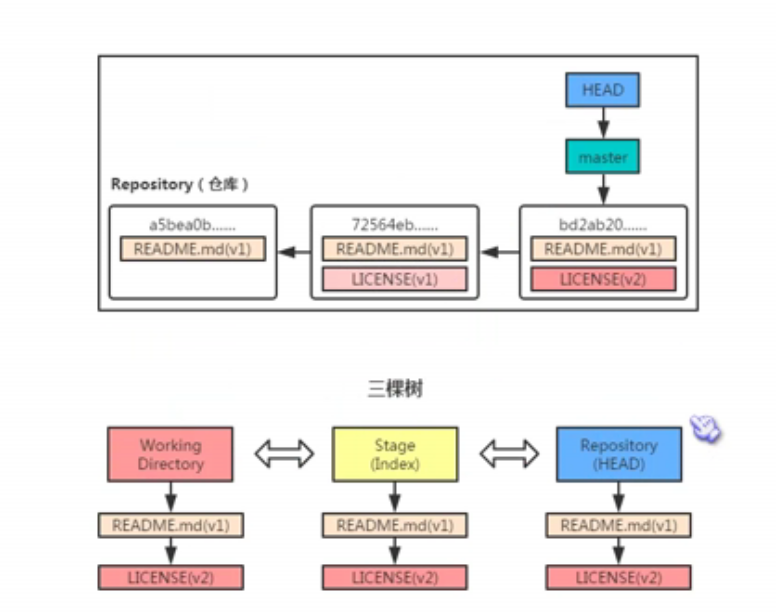 HEAD
master
Repository（仓库）
a5bea0b......
README.md(v1)
72564eb......
README.md(v1)
LICENSE(v1)
bd2ab20......
README.md(v1)
LICENSE(v2)
三棵树
Working
Directory
Stage
(Index)
Repository
(HEAD)
README.md(v1)
README.md(v1)
README.md(v1)
LICENSE(v2)
LICENSE(v2)
LICENSE(v2)